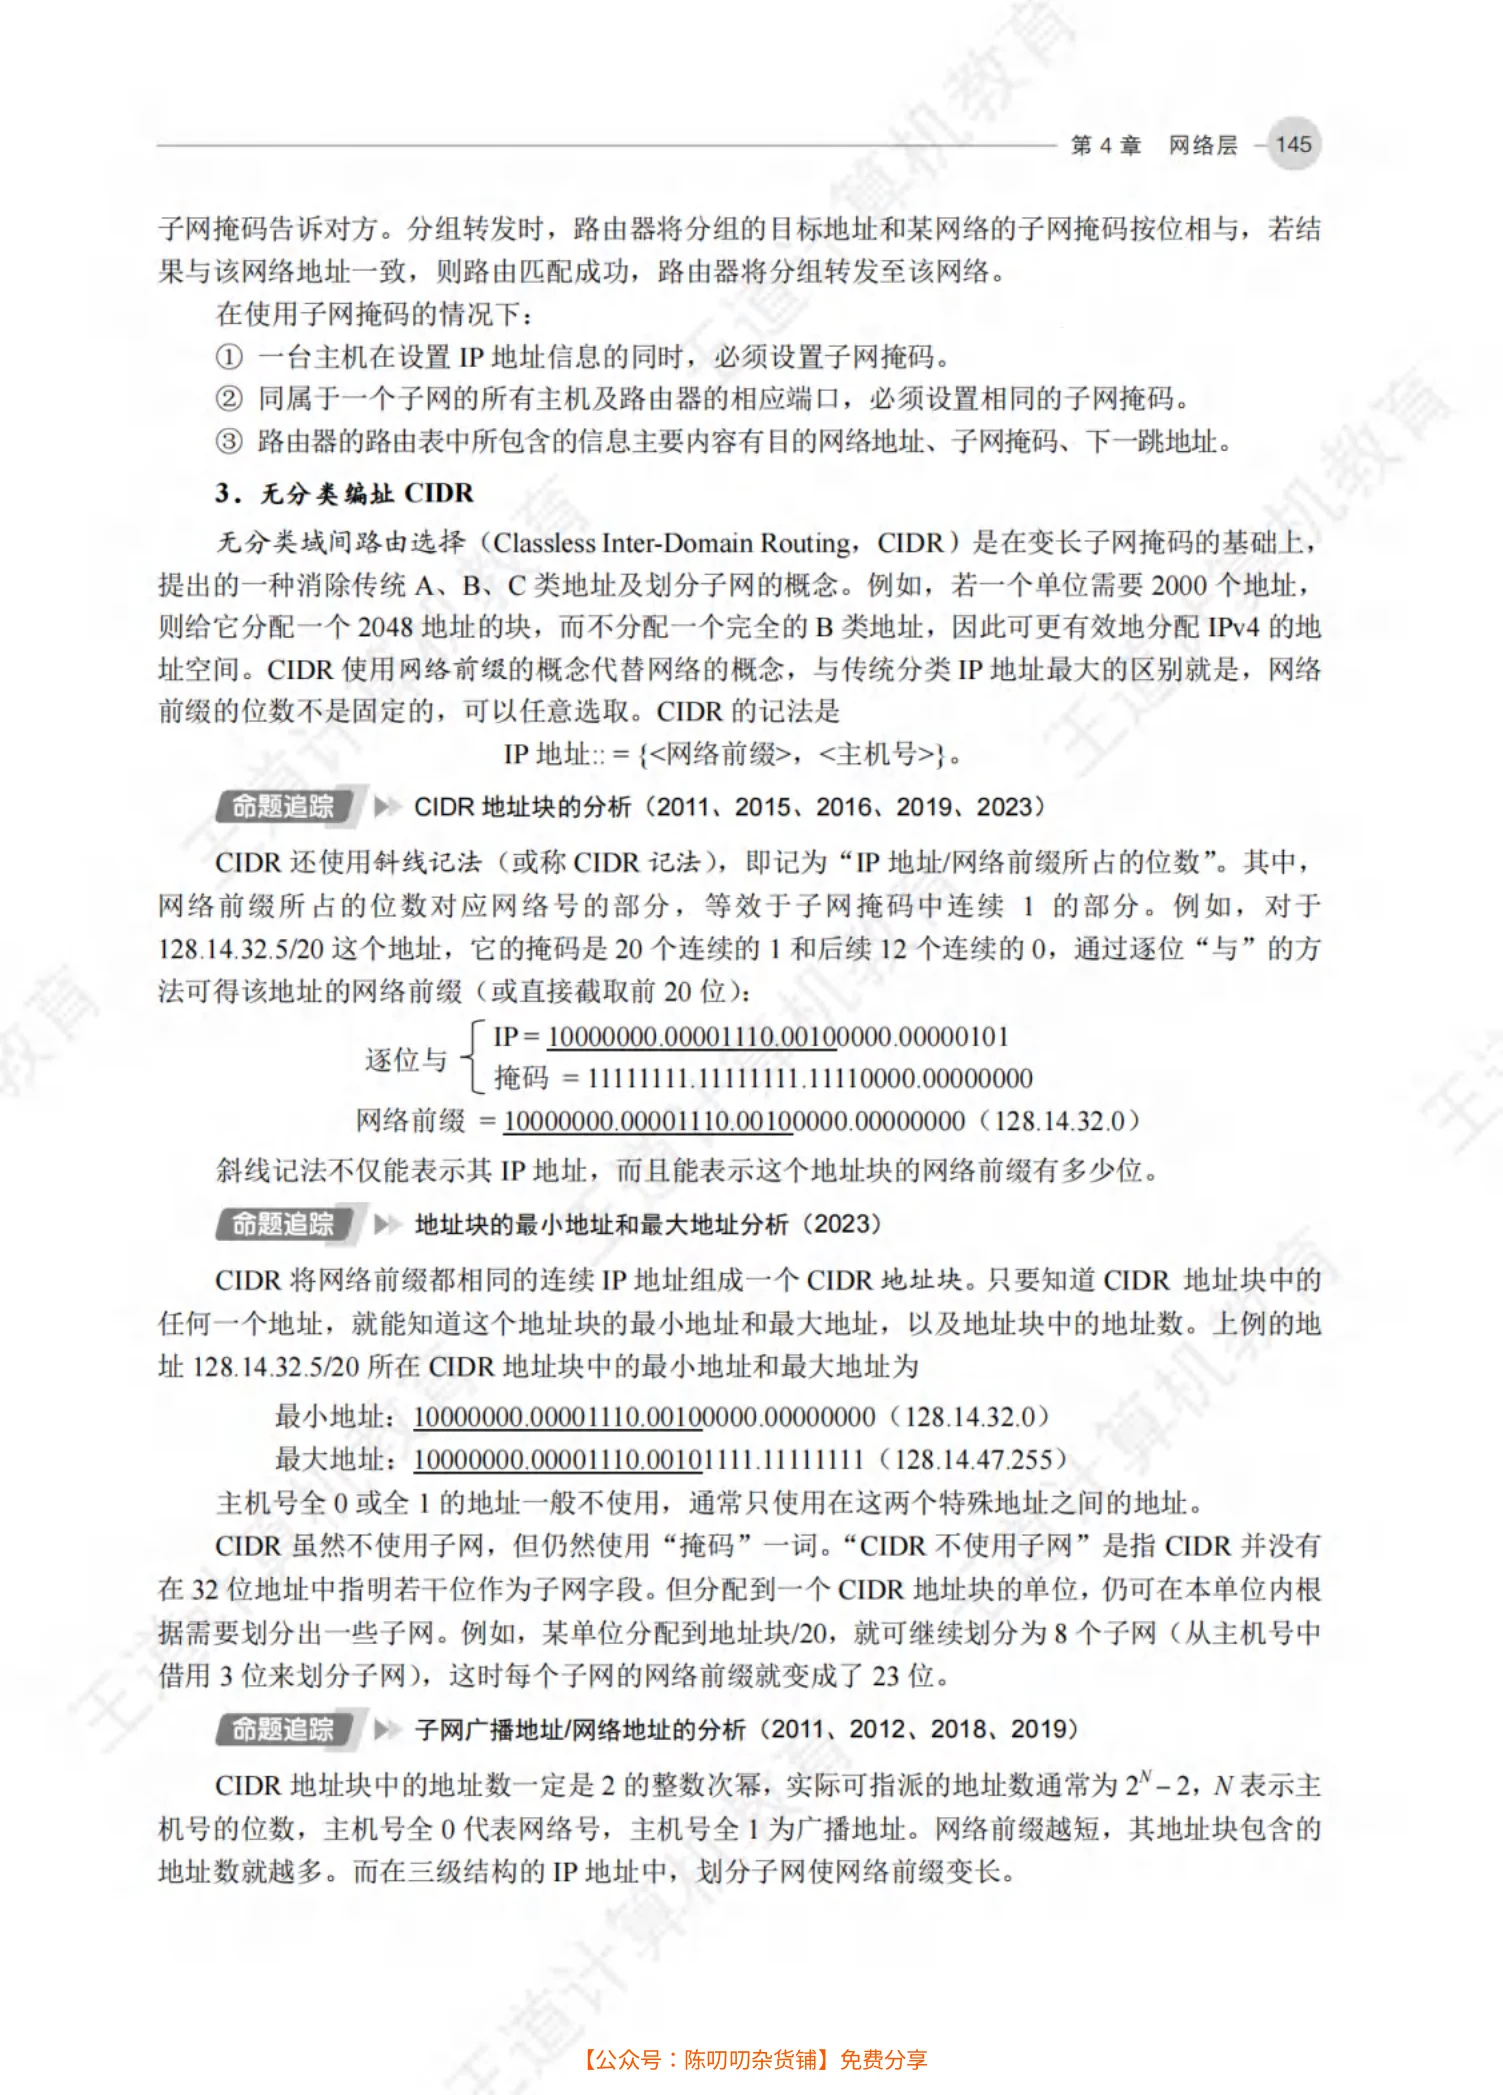 第 4 章 网络层 145
子网掩码告诉对方。分组转发时，路由器将分组的目标地址和某网络的子网掩码按位相与，若结
果与该网络地址一致，则路由匹配成功，路由器将分组转发至该网络。
在使用子网掩码的情况下：
① 一台主机在设置 IP 地址信息的同时，必须设置子网掩码。
② 同属于一个子网的所有主机及路由器的相应端口，必须设置相同的子网掩码。
③ 路由器的路由表中所包含的信息主要内容有目的网络地址、子网掩码、下一跳地址。
3．无分类编址 CIDR
无分类域间路由选择（Classless Inter-Domain Routing，CIDR）是在变长子网掩码的基础上，
提出的一种消除传统 A、B、C 类地址及划分子网的概念。例如，若一个单位需要 2000 个地址，
则给它分配一个 2048 地址的块，而不分配一个完全的 B 类地址，因此可更有效地分配 IPv4 的地
址空间。CIDR 使用网络前缀的概念代替网络的概念，与传统分类 IP 地址最大的区别就是，网络
前缀的位数不是固定的，可以任意选取。CIDR 的记法是
IP 地址:: = {<网络前缀>，<主机号>}。
命题追踪 CIDR 地址块的分析（2011、2015、2016、2019、2023）
CIDR 还使用斜线记法（或称 CIDR 记法），即记为“IP 地址/网络前缀所占的位数”。其中，
网络前缀所占的位数对应网络号的部分，等效于子网掩码中连续 1 的部分。例如，对于
128.14.32.5/20 这个地址，它的掩码是 20 个连续的 1 和后续 12 个连续的 0，通过逐位“与”的方
法可得该地址的网络前缀（或直接截取前 20 位）：
逐位与 IP = 10000000.00001110.00100000.00000101
掩码 = 11111111.11111111.11110000.00000000
网络前缀 = 10000000.00001110.00100000.00000000（128.14.32.0）
斜线记法不仅能表示其 IP 地址，而且能表示这个地址块的网络前缀有多少位。
命题追踪 地址块的最小地址和最大地址分析（2023）
CIDR 将网络前缀都相同的连续 IP 地址组成一个 CIDR 地址块。只要知道 CIDR 地址块中的
任何一个地址，就能知道这个地址块的最小地址和最大地址，以及地址块中的地址数。上例的地
址 128.14.32.5/20 所在 CIDR 地址块中的最小地址和最大地址为
最小地址：10000000.00001110.00100000.00000000（128.14.32.0）
最大地址：10000000.00001110.00101111.11111111（128.14.47.255）
主机号全 0 或全 1 的地址一般不使用，通常只使用在这两个特殊地址之间的地址。
CIDR 虽然不使用子网，但仍然使用“掩码”一词。“CIDR 不使用子网”是指 CIDR 并没有
在 32 位地址中指明若干位作为子网字段。但分配到一个 CIDR 地址块的单位，仍可在本单位内根
据需要划分出一些子网。例如，某单位分配到地址块/20，就可继续划分为 8 个子网（从主机号中
借用 3 位来划分子网），这时每个子网的网络前缀就变成了 23 位。
命题追踪 子网广播地址/网络地址的分析（2011、2012、2018、2019）
CIDR 地址块中的地址数一定是 2 的整数次幂，实际可指派的地址数通常为 2^N – 2，N 表示主
机号的位数，主机号全 0 代表网络号，主机号全 1 为广播地址。网络前缀越短，其地址块包含的
地址数就越多。而在三级结构的 IP 地址中，划分子网使网络前缀变长。
【公众号：陈叨叨杂货铺】免费分享
王道计算机教育